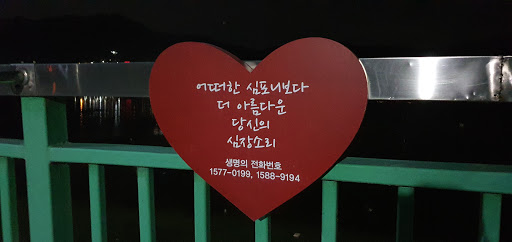 어떠한 심포니보다
더 아름다운
당신의
심장소리
생명의 전화번호
1577-0199, 1588-9194